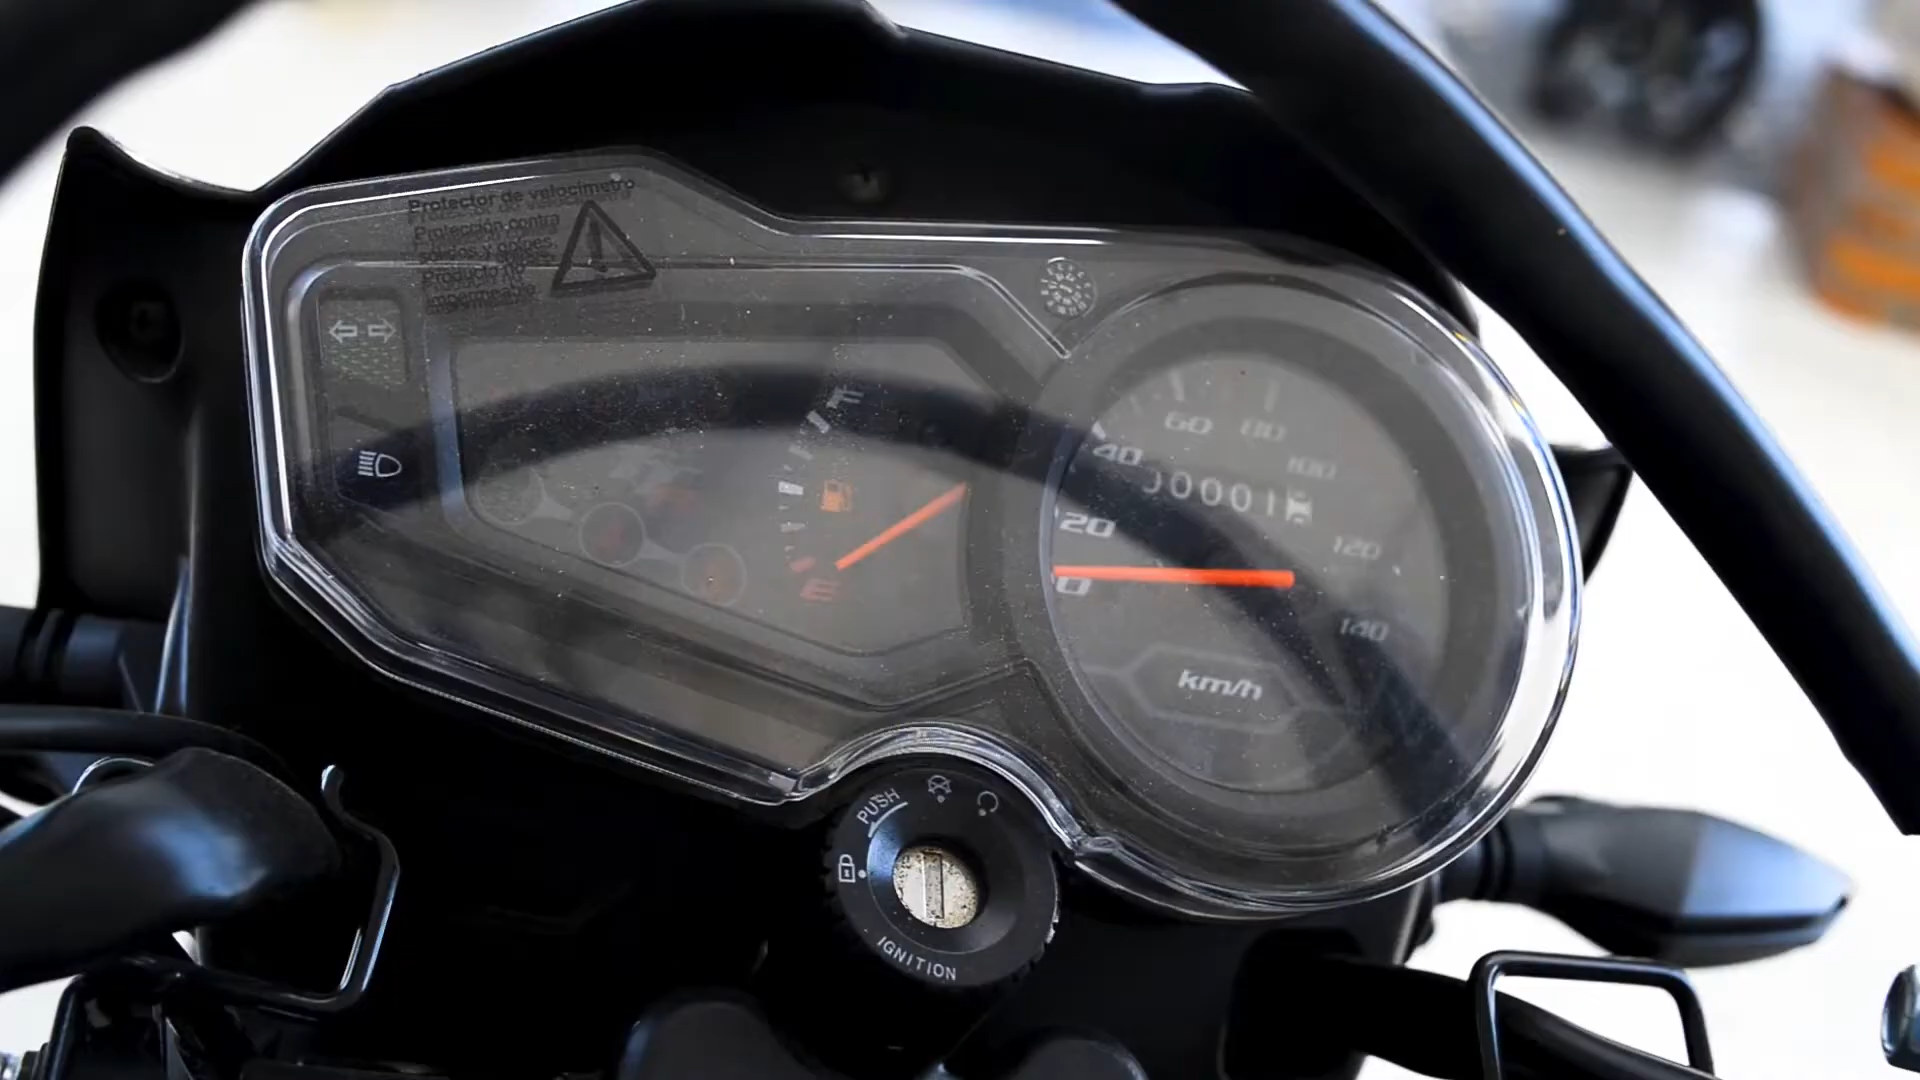 Protector de velocímetro
Protección contra
sólidos y golpes.
Producto no
impermeable
F
E
60 80
40
100
00001
20
120
0
140
km/h
PUSH
IGNITION